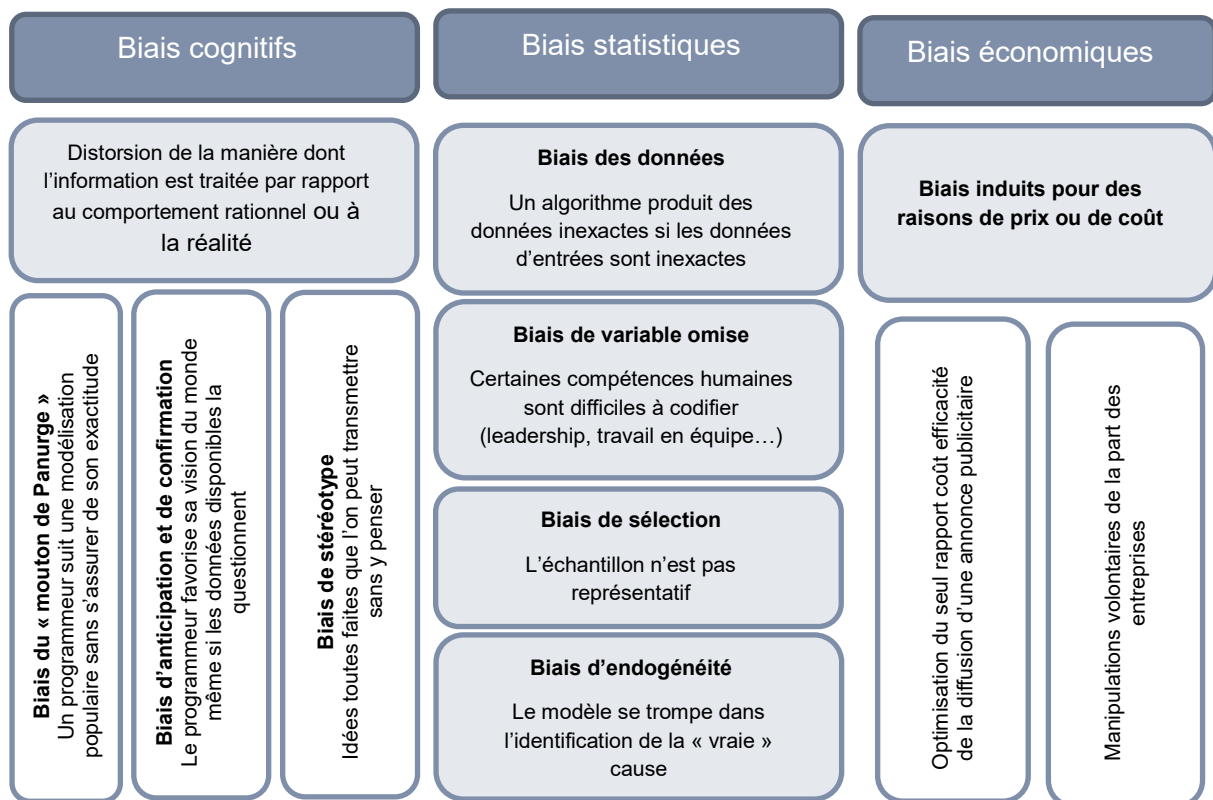 Biais cognitifs
Distorsion de la manière dont
l'information est traitée par rapport
au comportement rationnel ou à
la réalité
Biais du « mouton de Panurge »
Un programmeur suit une modélisation
populaire sans s'assurer de son exactitude
Biais d'anticipation et de confirmation
Le programmeur favorise sa vision du monde
même si les données disponibles la
questionnent
Biais de stéréotype
Idées toutes faites que l'on peut transmettre
sans y penser
Biais statistiques
Biais des données
Un algorithme produit des
données inexactes si les données
d'entrées sont inexactes
Biais de variable omise
Certaines compétences humaines
sont difficiles à codifier
(leadership, travail en équipe…)
Biais de sélection
L'échantillon n'est pas
représentatif
Biais d'endogénéité
Le modèle se trompe dans
l'identification de la « vraie »
cause
Biais économiques
Biais induits pour des
raisons de prix ou de coût
Optimisation du seul rapport coût efficacité
de la diffusion d'une annonce publicitaire
Manipulations volontaires de la part des
entreprises